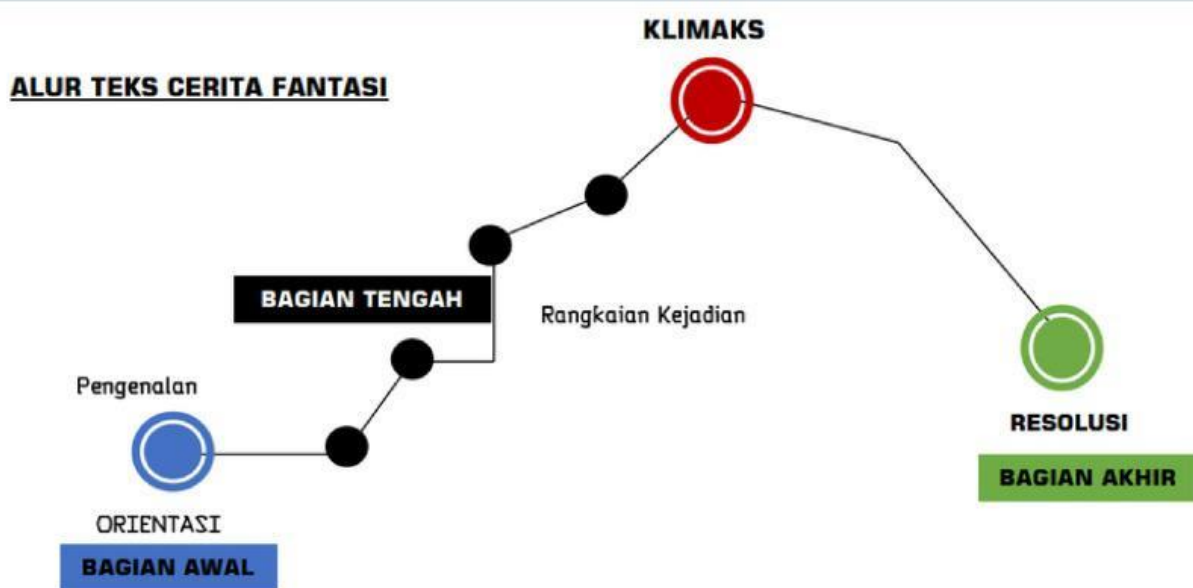 KLIMAKS
ALUR TEKS CERITA FANTASI
BAGIAN TENGAH
Rangkaian Kejadian
Pengenalan
ORIENTASI
BAGIAN AWAL
RESOLUSI
BAGIAN AKHIR